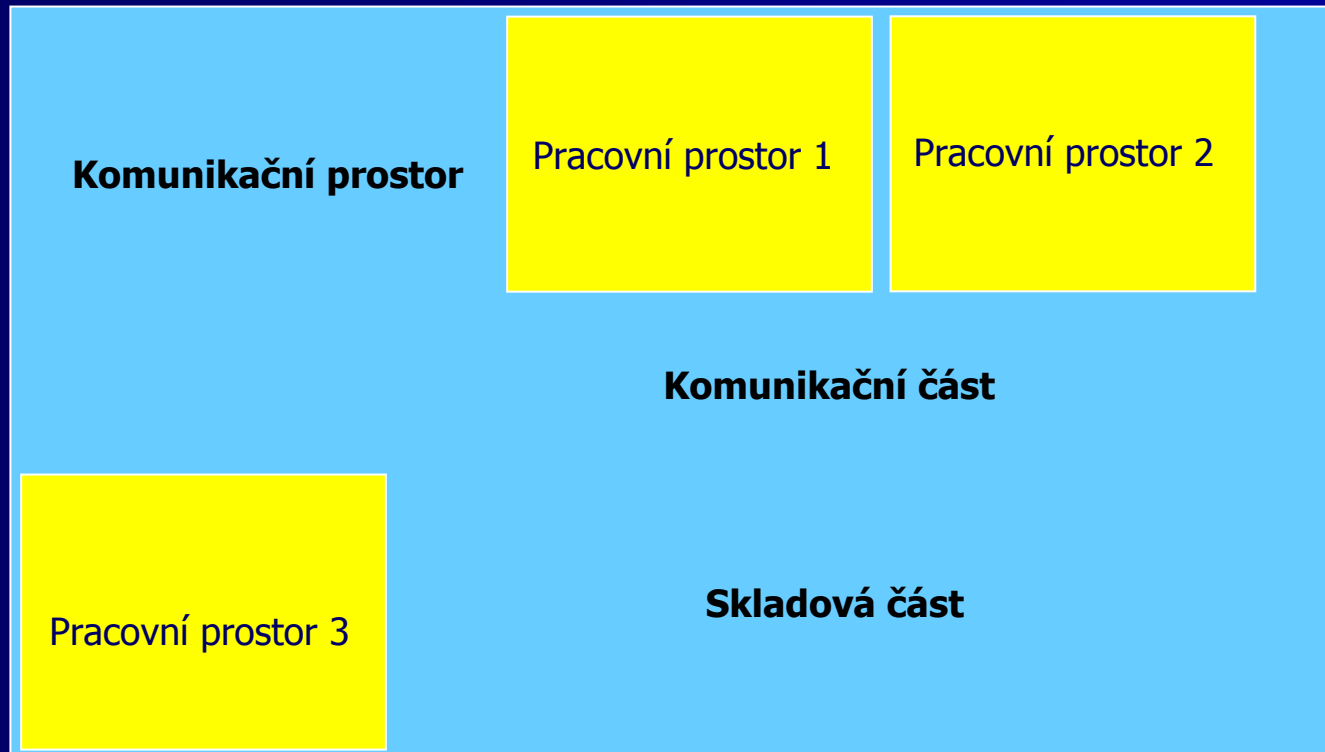 Komunikační prostor
Pracovní prostor 1
Pracovní prostor 2
Komunikační část
Pracovní prostor 3
Skladová část